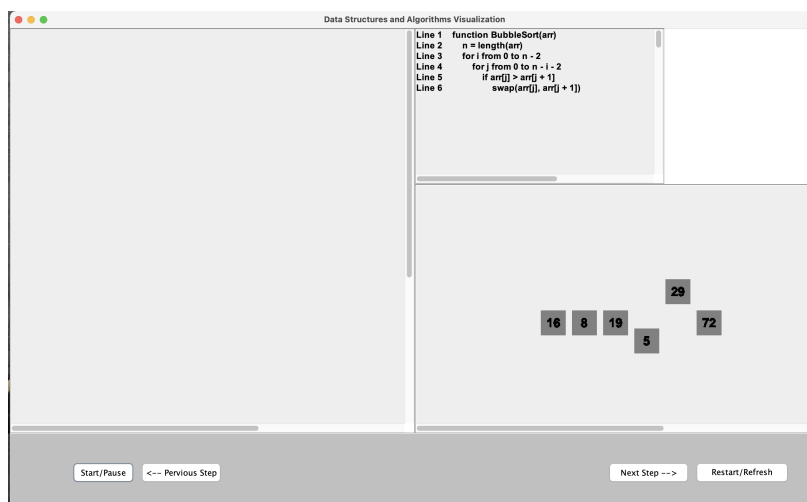 Data Structures and Algorithms Visualization
Line 1 function BubbleSort(arr)
Line 2 n = length(arr)
Line 3 for i from 0 to n - 2
Line 4 for j from 0 to n - i - 2
Line 5 if arr[j] > arr[j + 1]
Line 6 swap(arr[j], arr[j + 1])
29
16 8 19 72
5
Start/Pause <-- Pervious Step Next Step --> Restart/Refresh